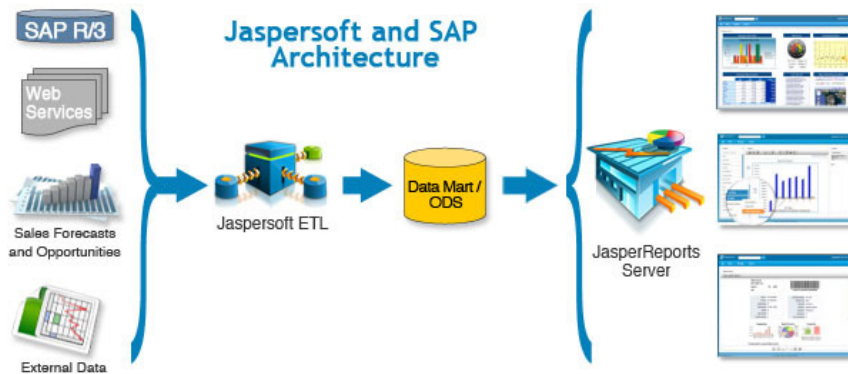 Jaspersoft and SAP
Architecture
SAP R/3
Web
Services
Sales Forecasts
and Opportunities
External Data
Jaspersoft ETL
Data Mart /
ODS
JasperReports
Server